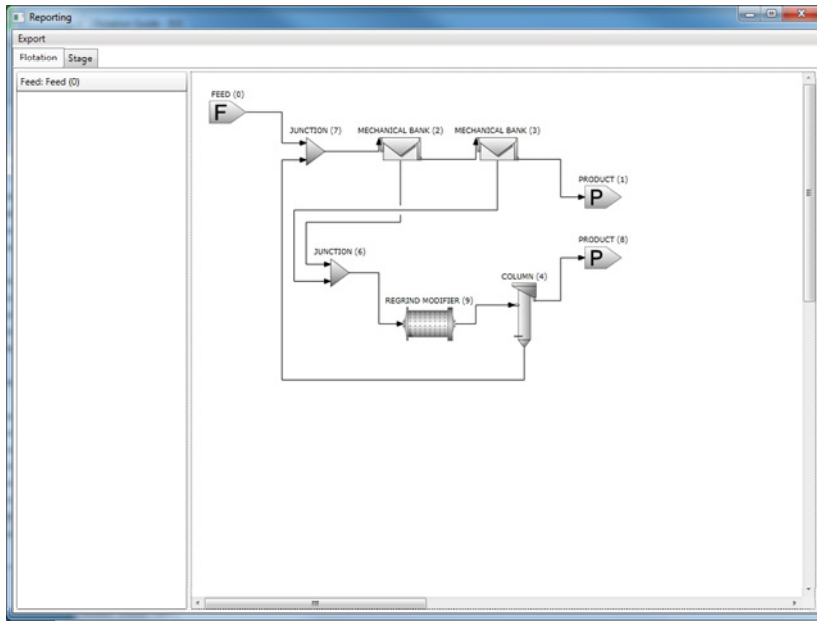 Reporting
Export
Flotation Stage
Feed: Feed (0)
FEED (0)
F
JUNCTION (7) MECHANICAL BANK (2) MECHANICAL BANK (3)
PRODUCT (1)
P
PRODUCT (8)
P
JUNCTION (6)
COLUMN (4)
REGRIND MODIFIER (9)